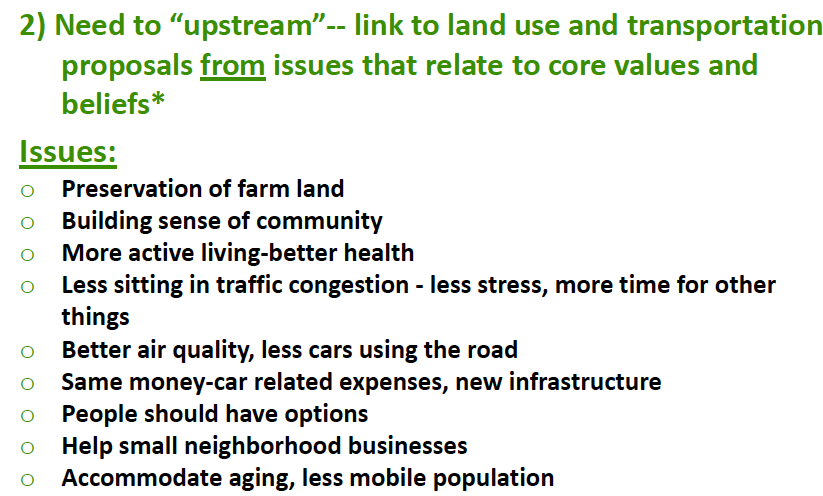 2) Need to “upstream”-- link to land use and transportation
proposals from issues that relate to core values and
beliefs*
Issues:
o Preservation of farm land
o Building sense of community
o More active living-better health
o Less sitting in traffic congestion - less stress, more time for other
things
o Better air quality, less cars using the road
o Same money-car related expenses, new infrastructure
o People should have options
o Help small neighborhood businesses
o Accommodate aging, less mobile population